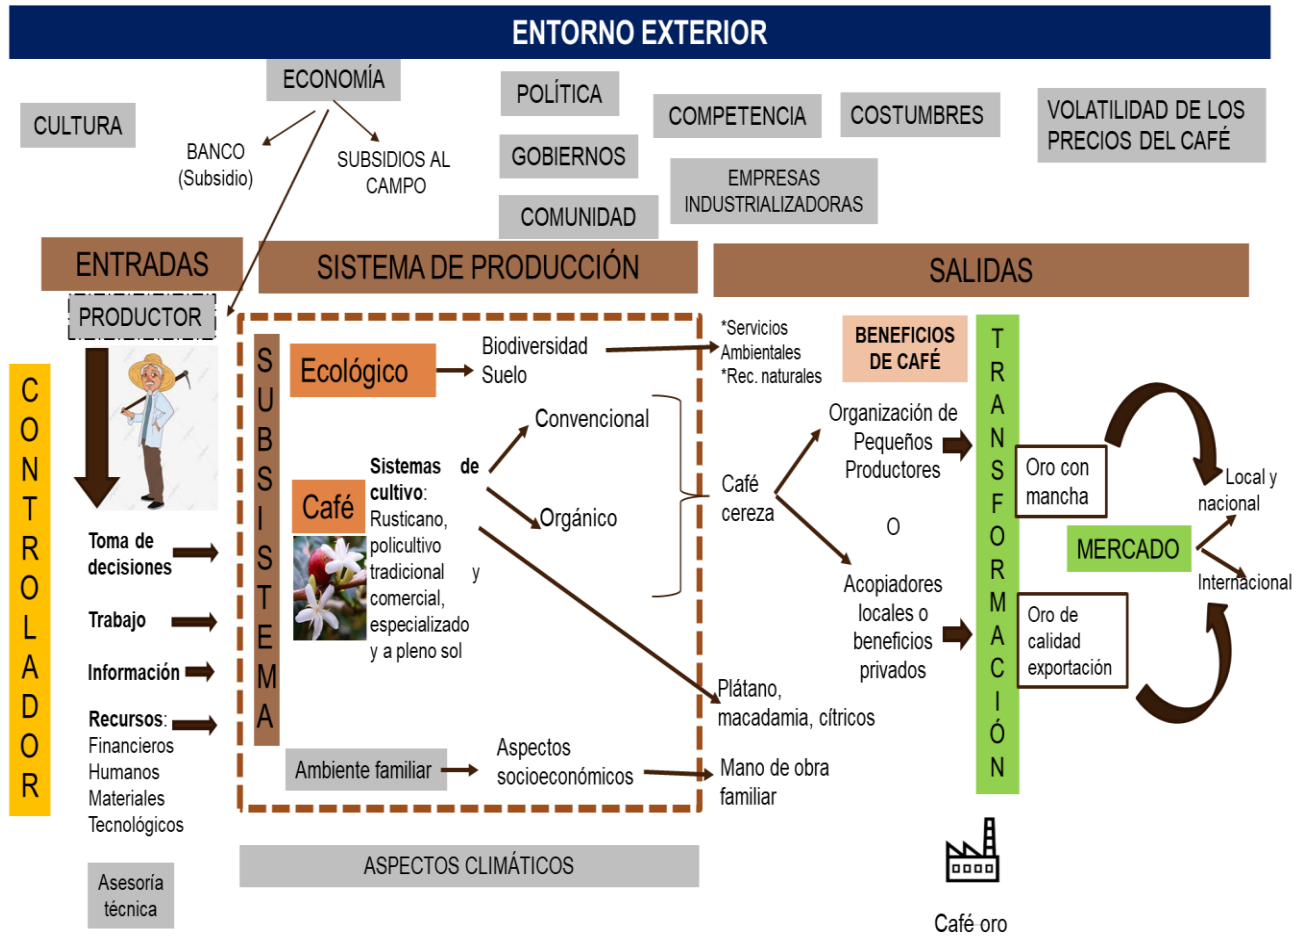 ENTORNO EXTERIOR
CULTURA
ECONOMÍA
BANCO
(Subsidio)
SUBSIDIOS AL
CAMPO
POLÍTICA
GOBIERNOS
COMUNIDAD
COMPETENCIA
EMPRESAS
INDUSTRIALIZADORAS
COSTUMBRES
VOLATILIDAD DE LOS
PRECIOS DEL CAFÉ
ENTRADAS
SISTEMA DE PRODUCCIÓN
SALIDAS
CONTROLADOR
PRODUCTOR
Toma de
decisiones
Trabajo
Información
Recursos:
Financieros
Humanos
Materiales
Tecnológicos
Asesoría
técnica
SUBSISTEMA
Ecológico
Biodiversidad
Suelo
Café
Sistemas de
cultivo:
Rusticano,
policultivo
tradicional y
comercial,
especializado
y a pleno sol
Convencional
Orgánico
Ambiente familiar
Aspectos
socioeconómicos
ASPECTOS CLIMÁTICOS
*Servicios
Ambientales
*Rec. naturales
Café
cereza
Plátano,
macadamia, cítricos
Mano de obra
familiar
BENEFICIOS
DE CAFÉ
Organización de
Pequeños
Productores
O
Acopiadores
locales o
beneficios
privados
TRANSFORMACIÓN
Oro con
mancha
Oro de
calidad
exportación
MERCADO
Local y
nacional
Internacional
Café oro